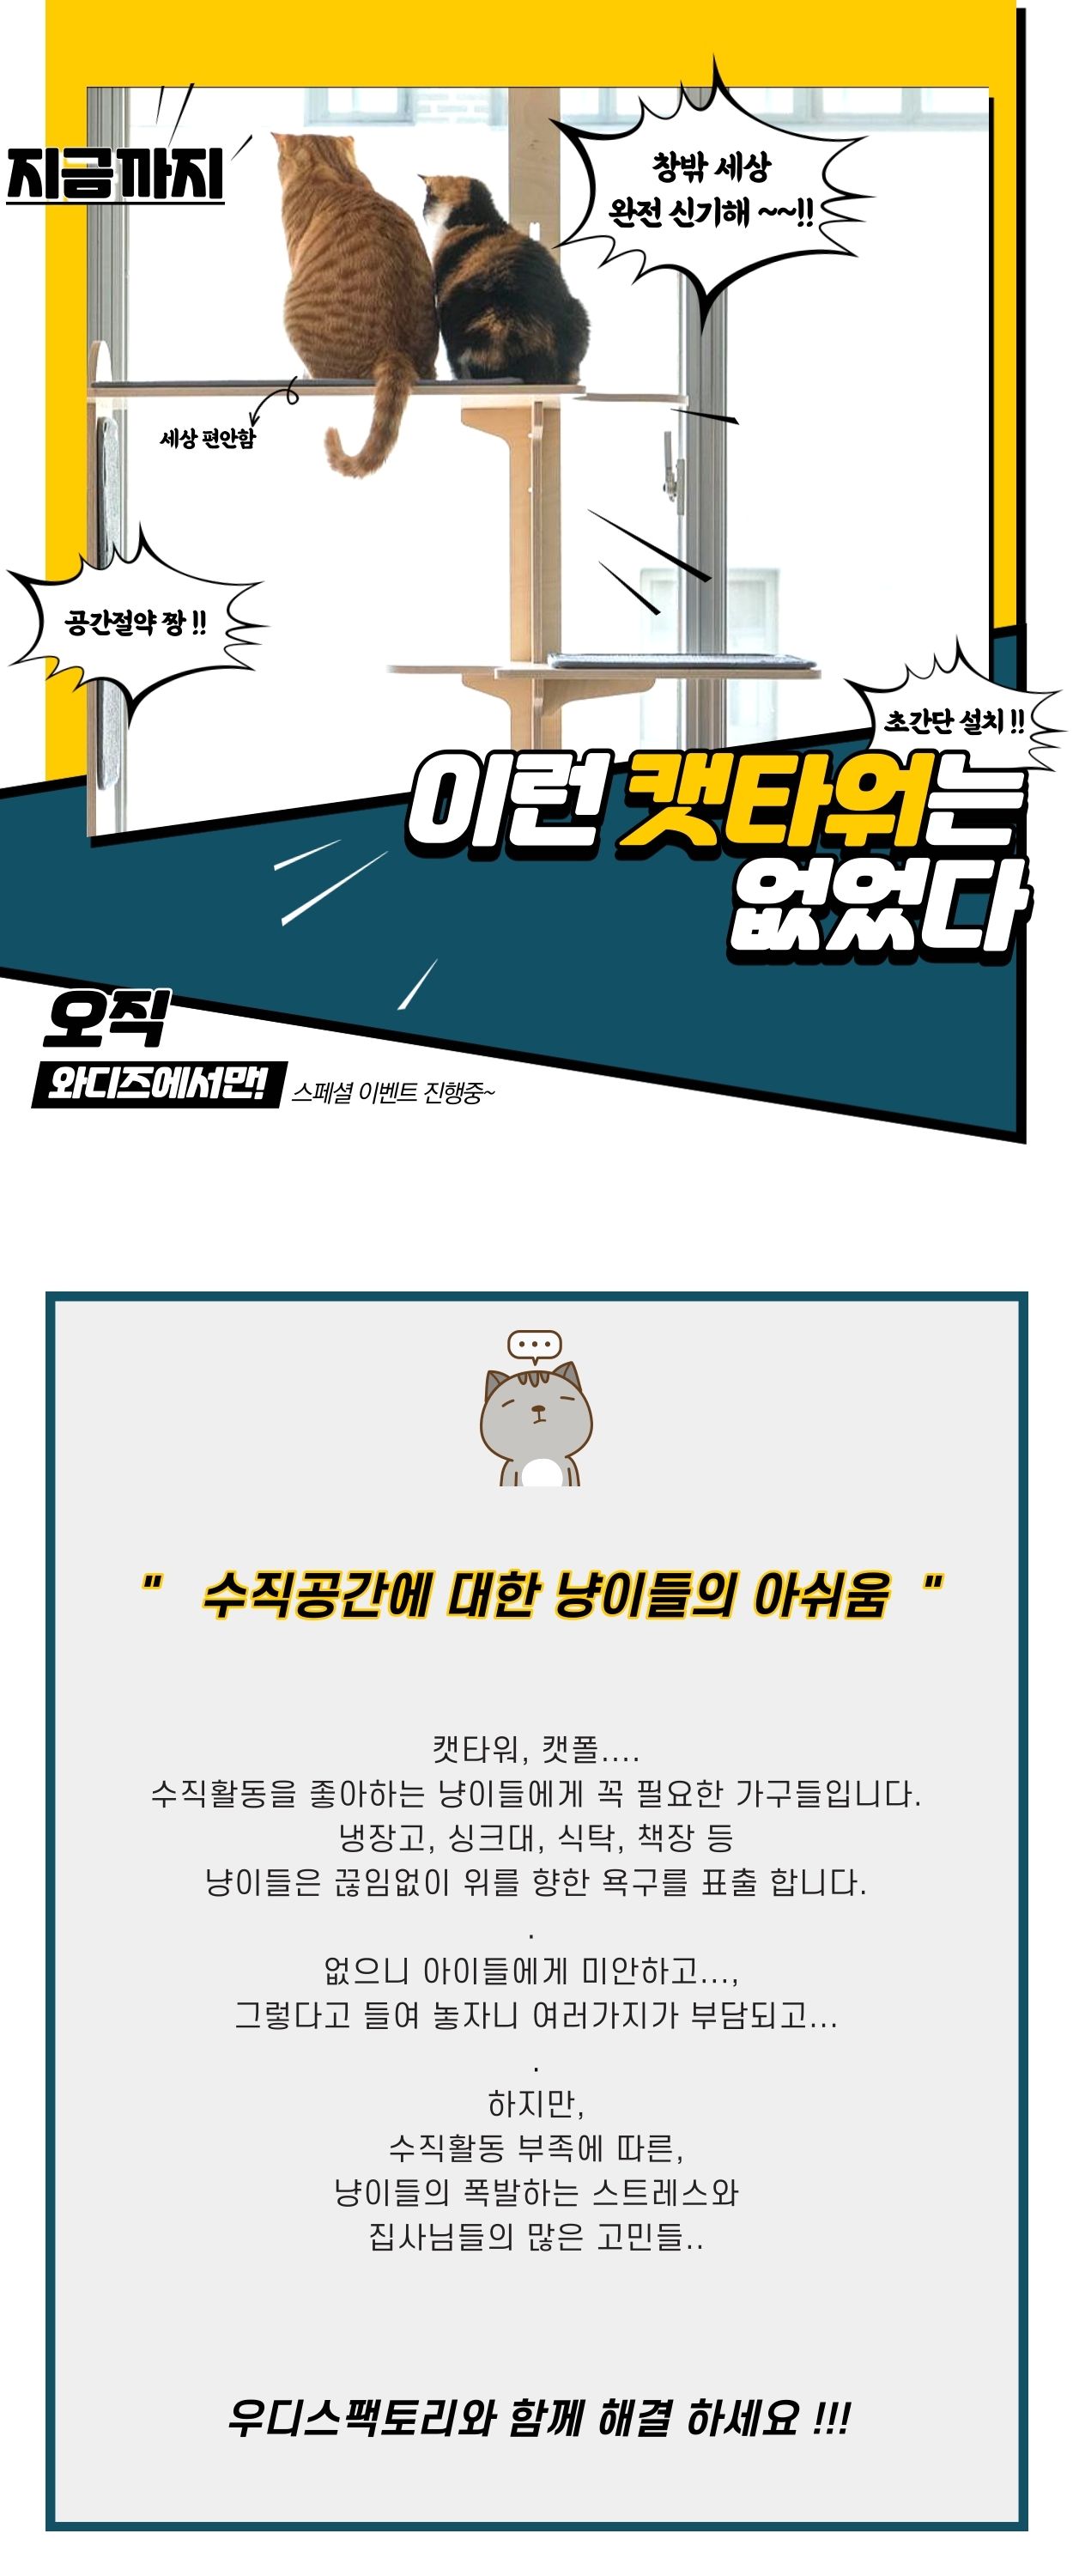 지금까지
창밖 세상
완전 신기해 ~~!!
세상 편안함
공간절약 짱 !!
초간단 설치 !!
이런 캣타워는
없었다
오직
와디즈에서만!
스페셜 이벤트 진행중~
" 수직공간에 대한 냥이들의 아쉬움 "
캣타워, 캣폴....
수직활동을 좋아하는 냥이들에게 꼭 필요한 가구들입니다.
냉장고, 싱크대, 식탁, 책장 등
냥이들은 끊임없이 위를 향한 욕구를 표출 합니다.
.
없으니 아이들에게 미안하고...,
그렇다고 들여 놓자니 여러가지가 부담되고...
.
하지만,
수직활동 부족에 따른,
냥이들의 폭발하는 스트레스와
집사님들의 많은 고민들..
우디스팩토리와 함께 해결 하세요 !!!